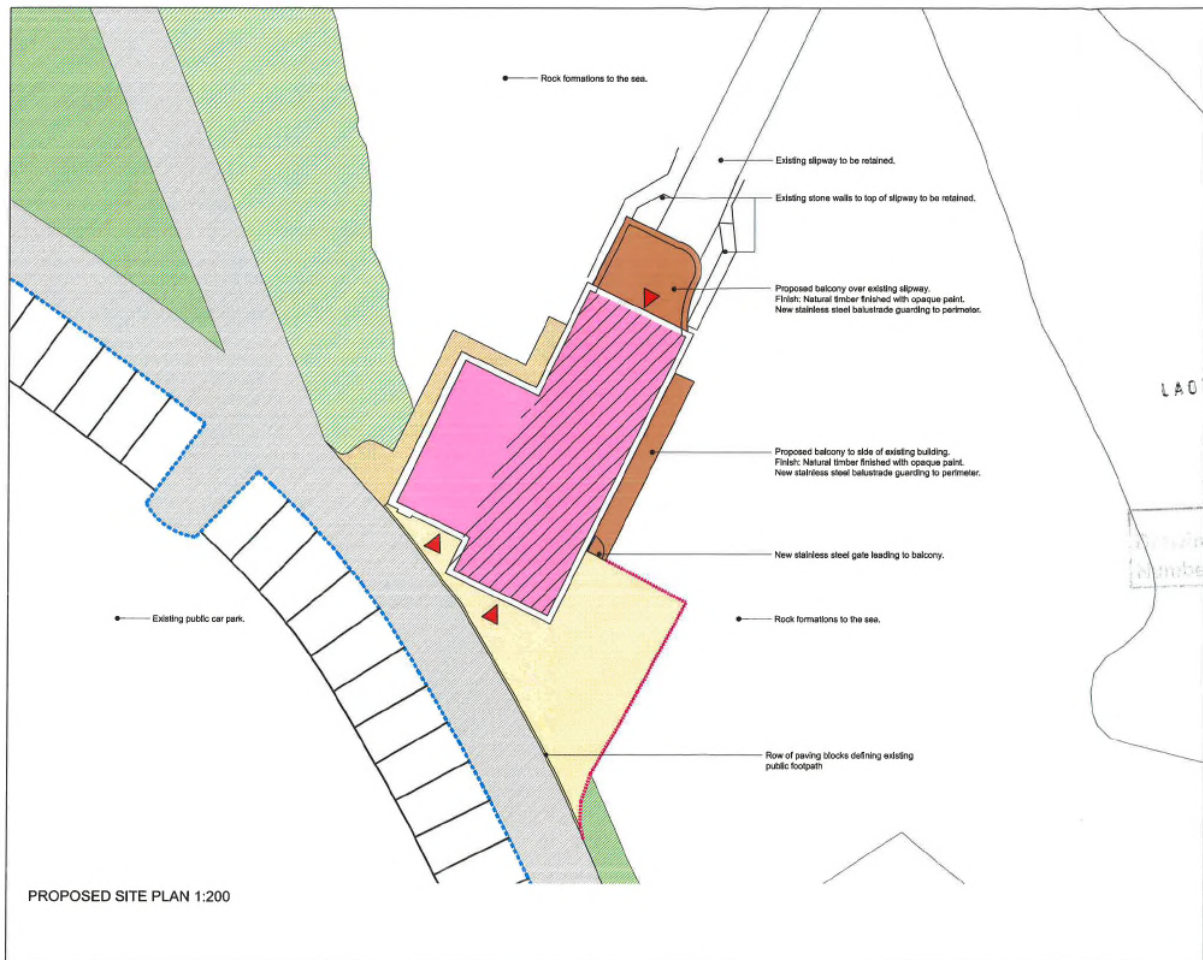 Rock formations to the sea.
Existing slipway to be retained.
Existing stone walls to top of slipway to be retained.
Proposed balcony over existing slipway.
Finish: Natural timber finished with opaque paint.
New stainless steel balustrade guarding to perimeter.
Proposed balcony to side of existing building.
Finish: Natural timber finished with opaque paint.
New stainless steel balustrade guarding to perimeter.
New stainless steel gate leading to balcony.
Existing public car park.
Rock formations to the sea.
Row of paving blocks defining existing
public footpath
PROPOSED SITE PLAN 1:200